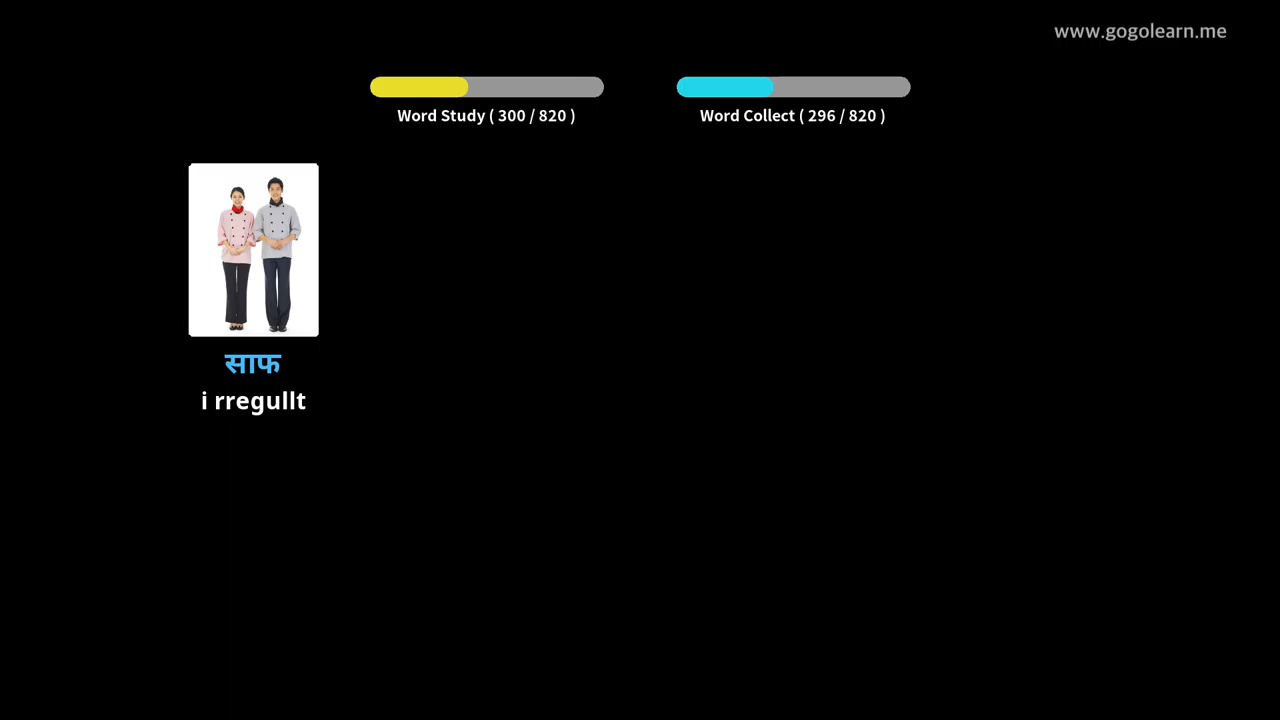 www.gogolearn.me
Word Study ( 300 / 820 )
Word Collect ( 296 / 820 )
साफ
i rregullt